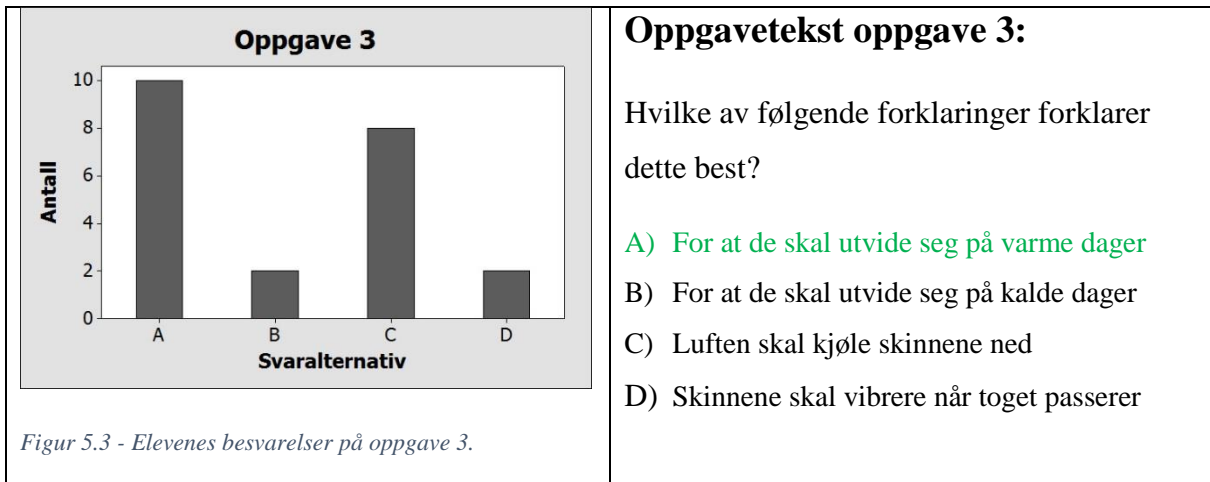 Oppgave 3
Antall
10
8
6
4
2
0
A B C D
Svaralternativ
Figur 5.3 - Elevenes besvarelser på oppgave 3.
Oppgavetekst oppgave 3:
Hvilke av følgende forklaringer forklarer
dette best?
A) For at de skal utvide seg på varme dager
B) For at de skal utvide seg på kalde dager
C) Luften skal kjøle skinnene ned
D) Skinnene skal vibrere når toget passerer